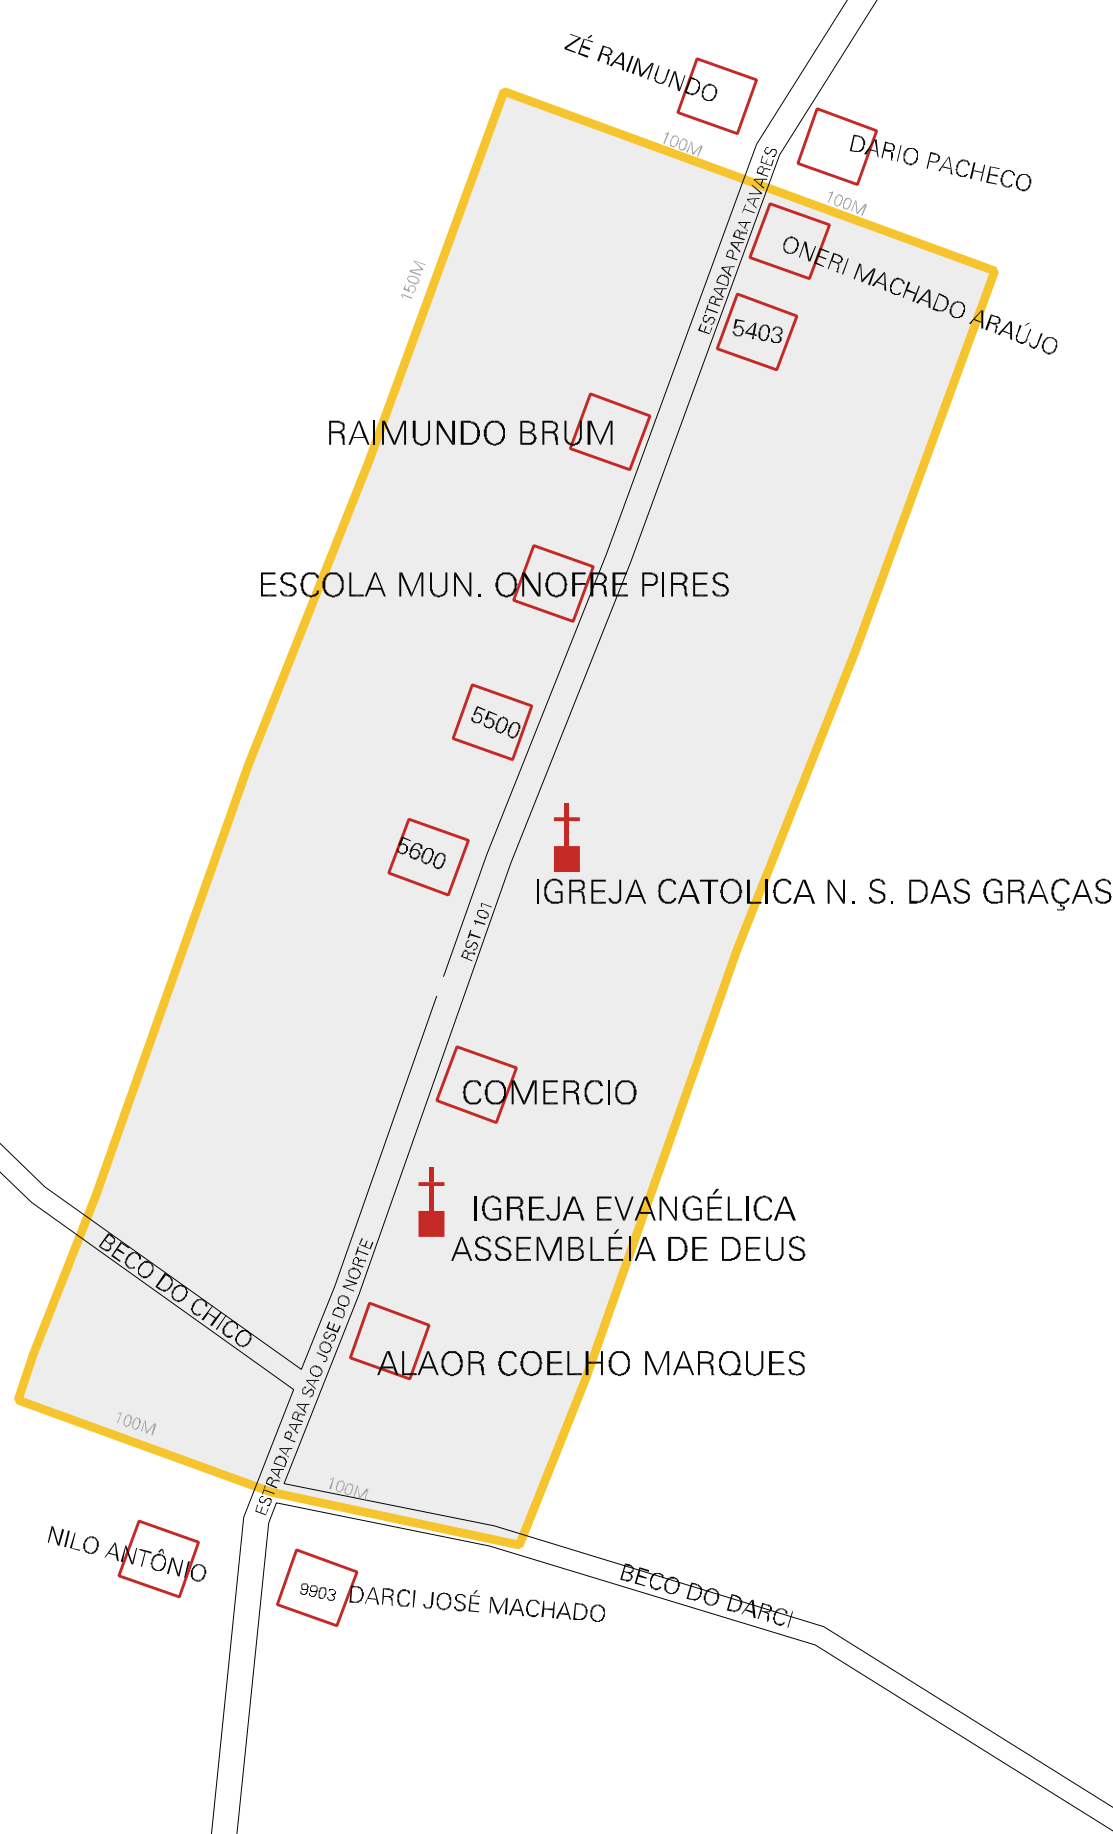 ZÉ RAIMUNDO
DARIO PACHECO
100M
ESTRADA PARA TAVARES
100M
ONERI MACHADO ARAÚJO
150M
5403
RAIMUNDO BRUM
ESCOLA MUN. ONOFRE PIRES
5500
5600
IGREJA CATOLICA N. S. DAS GRAÇAS
RST 101
COMERCIO
IGREJA EVANGÉLICA
ASSEMBLÉIA DE DEUS
BECO DO CHICO
ESTRADA PARA SAO JOSE DO NORTE
ALAOR COELHO MARQUES
100M
100M
NILO ANTÔNIO
9903
DARCI JOSÉ MACHADO
BECO DO DARCI